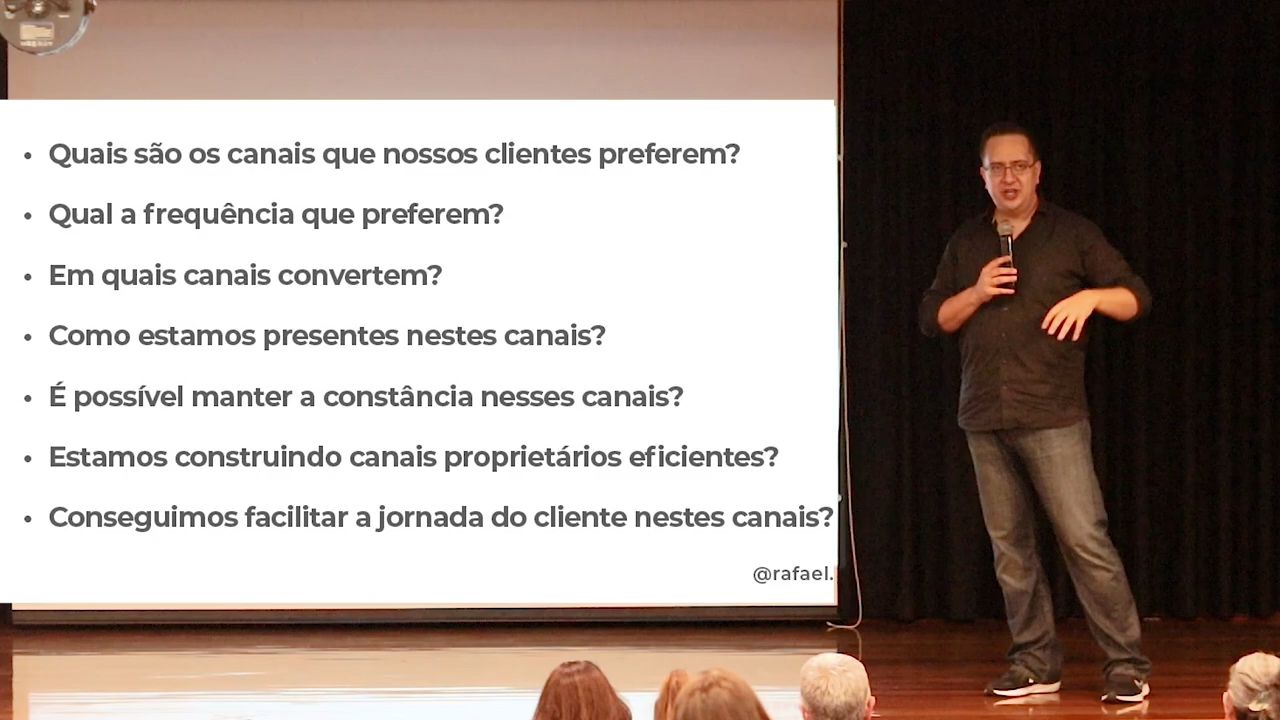 • Quais são os canais que nossos clientes preferem?
• Qual a frequência que preferem?
• Em quais canais convertem?
• Como estamos presentes nestes canais?
• É possível manter a constância nesses canais?
• Estamos construindo canais proprietários eficientes?
• Conseguimos facilitar a jornada do cliente nestes canais?
@rafael.